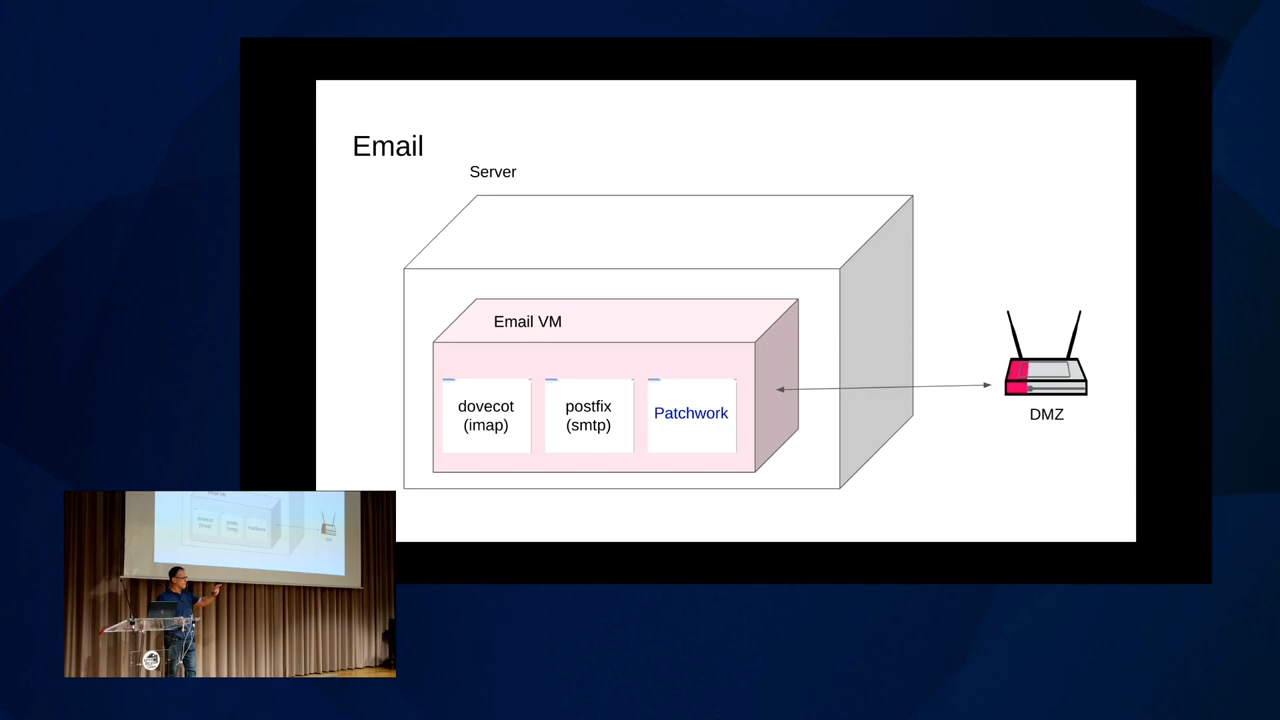 Email
Server
Email VM
dovecot
(imap)
postfix
(smtp)
Patchwork
DMZ